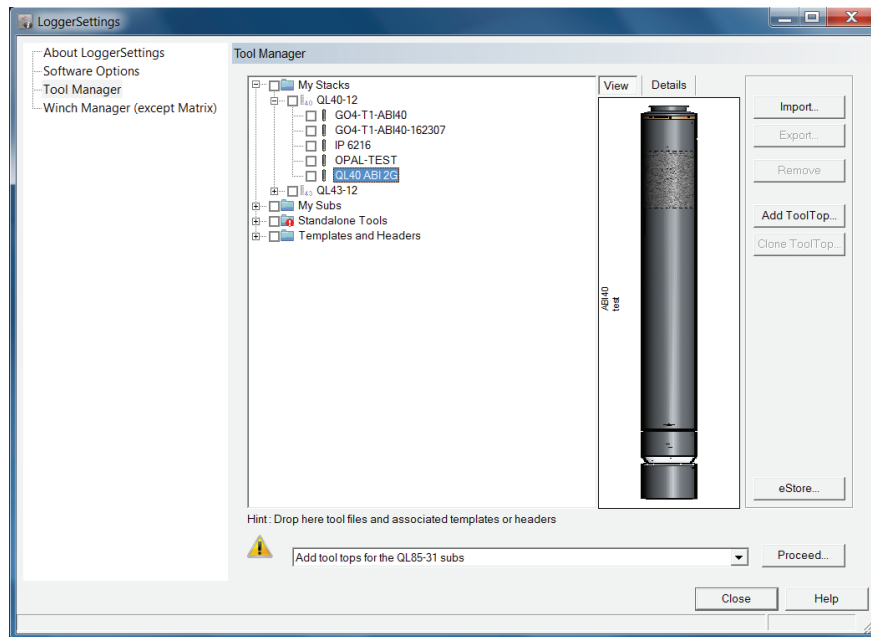 LoggerSettings
About LoggerSettings
Software Options
Tool Manager
Winch Manager (except Matrix)
Tool Manager
My Stacks
QL40-12
GO4-T1-ABI40
GO4-T1-ABI40-162307
IP 6216
OPAL-TEST
QL40 ABI 2G
QL43-12
My Subs
Standalone Tools
Templates and Headers
View Details
ABI40
test
Import...
Export...
Remove
Add ToolTop...
Clone ToolTop...
eStore...
Hint : Drop here tool files and associated templates or headers
Add tool tops for the QL85-31 subs
Proceed...
Close Help